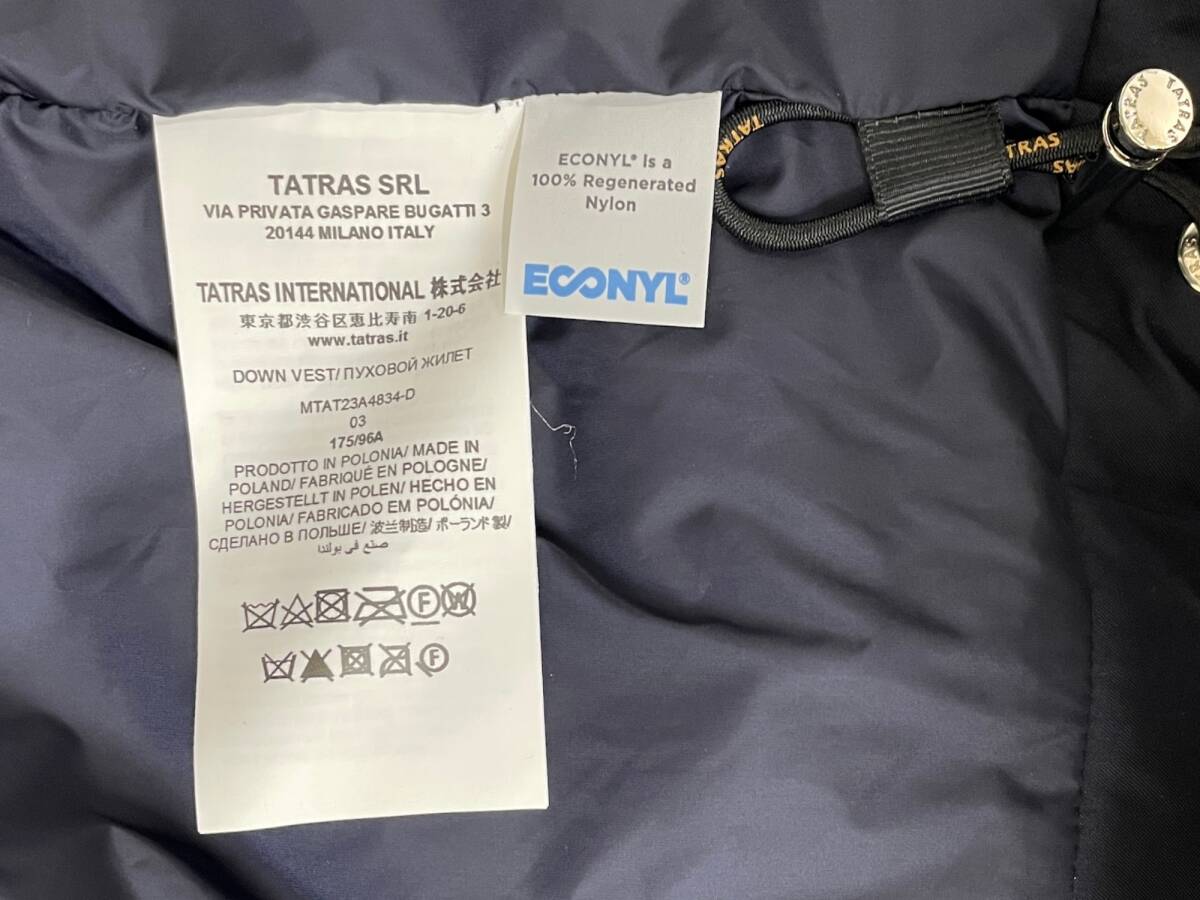 TATRAS SRL
VIA PRIVATA GASPARE BUGATTI 3
20144 MILANO ITALY
TATRAS INTERNATIONAL 株式会社
東京都渋谷区恵比寿南 1-20-6
www.tatras.it
DOWN VEST/ ПУХОВОЙ ЖИЛЕТ
MTAT23A4834-D
03
175/96A
PRODOTTO IN POLONIA/ MADE IN
POLAND/ FABRIQUÉ EN POLOGNE/
HERGESTELLT IN POLEN/ HECHO EN
POLONIA/ FABRICADO EM POLÓNIA/
СДЕЛАНО В ПОЛЬШЕ/ 波兰制造/ ポーランド製/
صنع في بولندا
F W
F
ECONYL® Is a
100% Regenerated
Nylon
ECONYL®
TATRAS
TATRAS
TRAS
TATRAS TATRAS